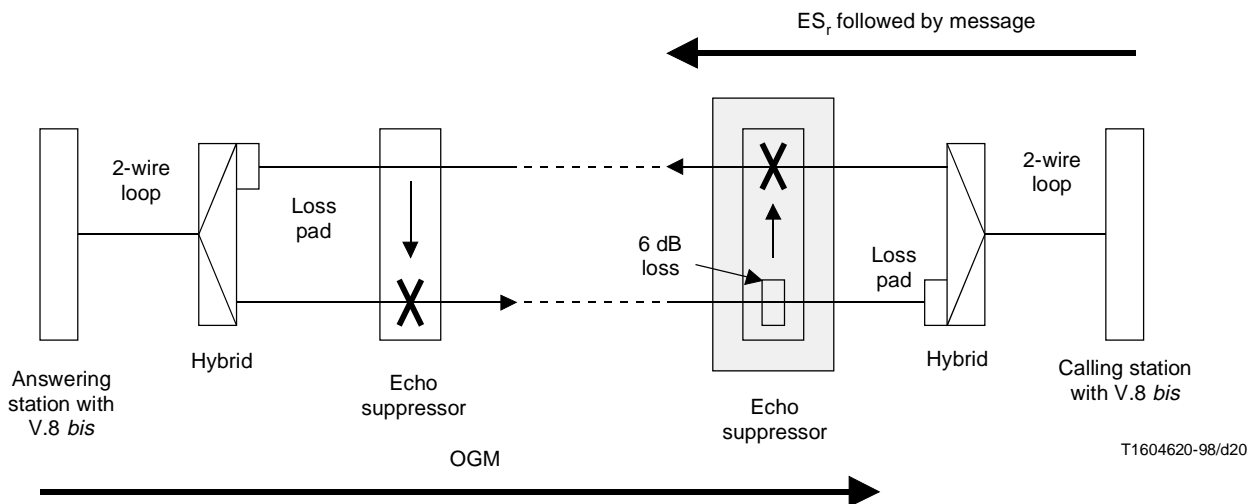 ESr followed by message
2-wire
loop
Loss
pad
6 dB
loss
Loss
pad
2-wire
loop
Hybrid
Hybrid
Answering
station with
V.8 bis
Echo
suppressor
Echo
suppressor
Calling station
with V.8 bis
OGM
T1604620-98/d20